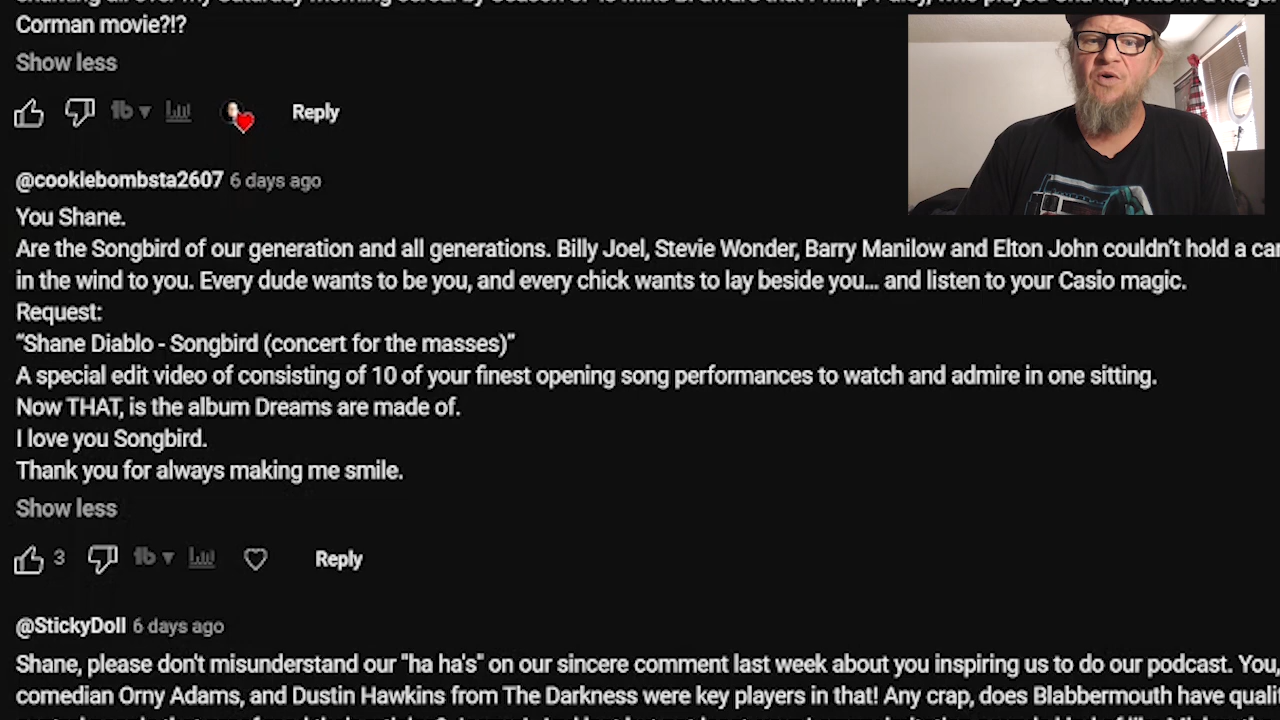 Corman movie?!?
Show less
Reply
@cookiebombsta2607 6 days ago
You Shane.
Are the Songbird of our generation and all generations. Billy Joel, Stevie Wonder, Barry Manilow and Elton John couldn't hold a
in the wind to you. Every dude wants to be you, and every chick wants to lay beside you... and listen to your Casio magic.
Request:
“Shane Diablo - Songbird (concert for the masses)”
A special edit video of consisting of 10 of your finest opening song performances to watch and admire in one sitting.
Now THAT, is the album Dreams are made of.
I love you Songbird.
Thank you for always making me smile.
Show less
3 Reply
@StickyDoll 6 days ago
Shane, please don't misunderstand our "ha ha's" on our sincere comment last week about you inspiring us to do our podcast. You,
comedian Orny Adams, and Dustin Hawkins from The Darkness were key players in that! Any crap, does Blabbermouth have